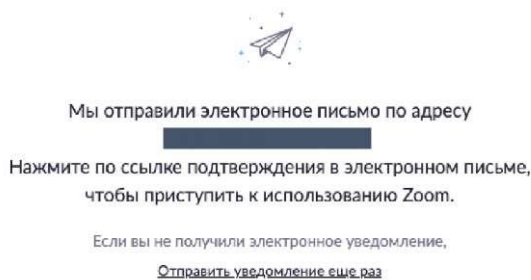 Мы отправили электронное письмо по адресу
Нажмите по ссылке подтверждения в электронном письме,
чтобы приступить к использованию Zoom.
Если вы не получили электронное уведомление,
Отправить уведомление еще раз